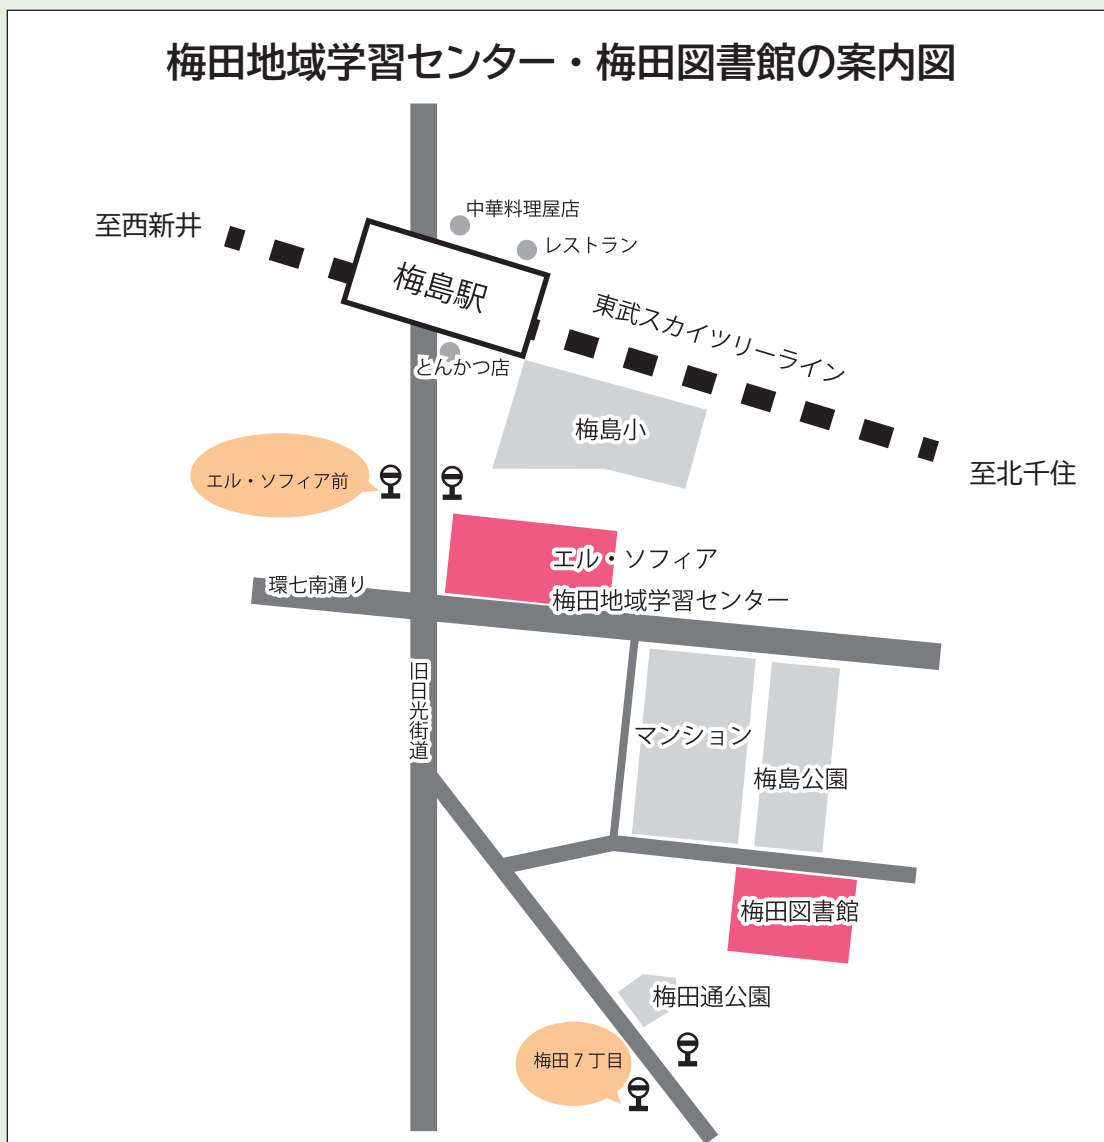 梅田地域学習センター・梅田図書館の案内図
中華料理屋店
至西新井
レストラン
梅島駅
東武スカイツリーライン
とんかつ店
梅島小
至北千住
エル・ソフィア前
エル・ソフィア
環七南通り
梅田地域学習センター
旧日光街道
マンション
梅島公園
梅田図書館
梅田通公園
梅田7丁目